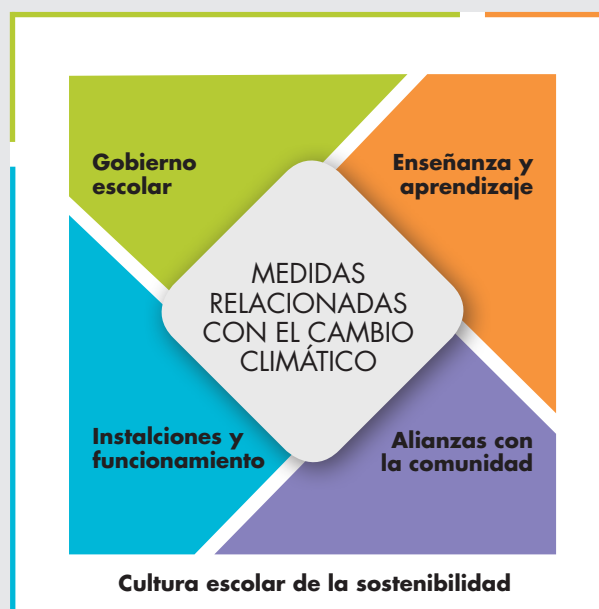 Gobierno
escolar
Enseñanza y
aprendizaje
MEDIDAS
RELACIONADAS
CON EL CAMBIO
CLIMÁTICO
Instalciones y
funcionamiento
Alianzas con
la comunidad
Cultura escolar de la sostenibilidad